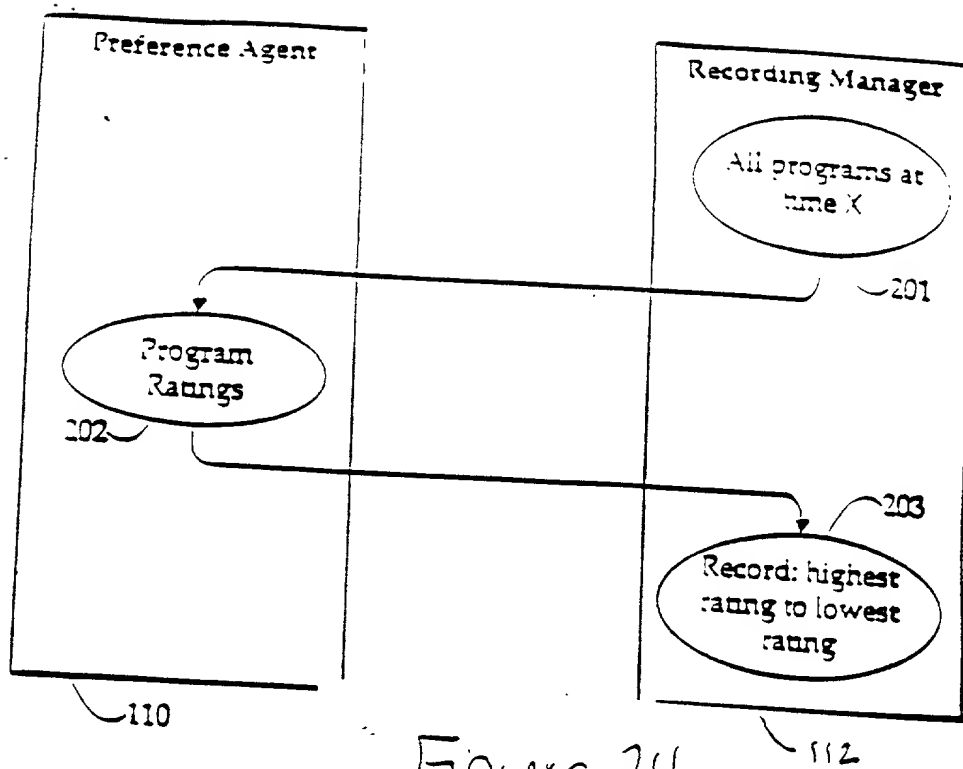 Preference Agent
Recording Manager
All programs at
time X
201
Program
Ratings
202
203
Record: highest
rating to lowest
rating
110
112
Figure